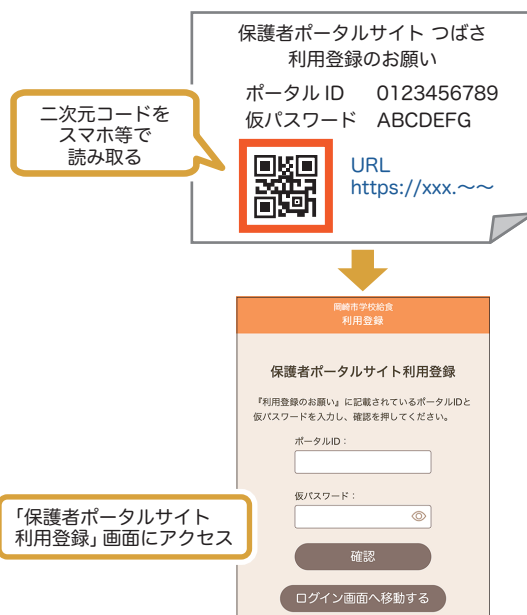 保護者ポータルサイト つばさ
利用登録のお願い
ポータル ID 0123456789
仮パスワード ABCDEFG
二次元コードを
スマホ等で
読み取る
URL
https://xxx.〜〜
岡崎市学校給食
利用登録
保護者ポータルサイト利用登録
『利用登録のお願い』に記載されているポータルIDと
仮パスワードを入力し、確認を押してください。
ポータルID：
仮パスワード：
「保護者ポータルサイト
利用登録」画面にアクセス
確認
ログイン画面へ移動する